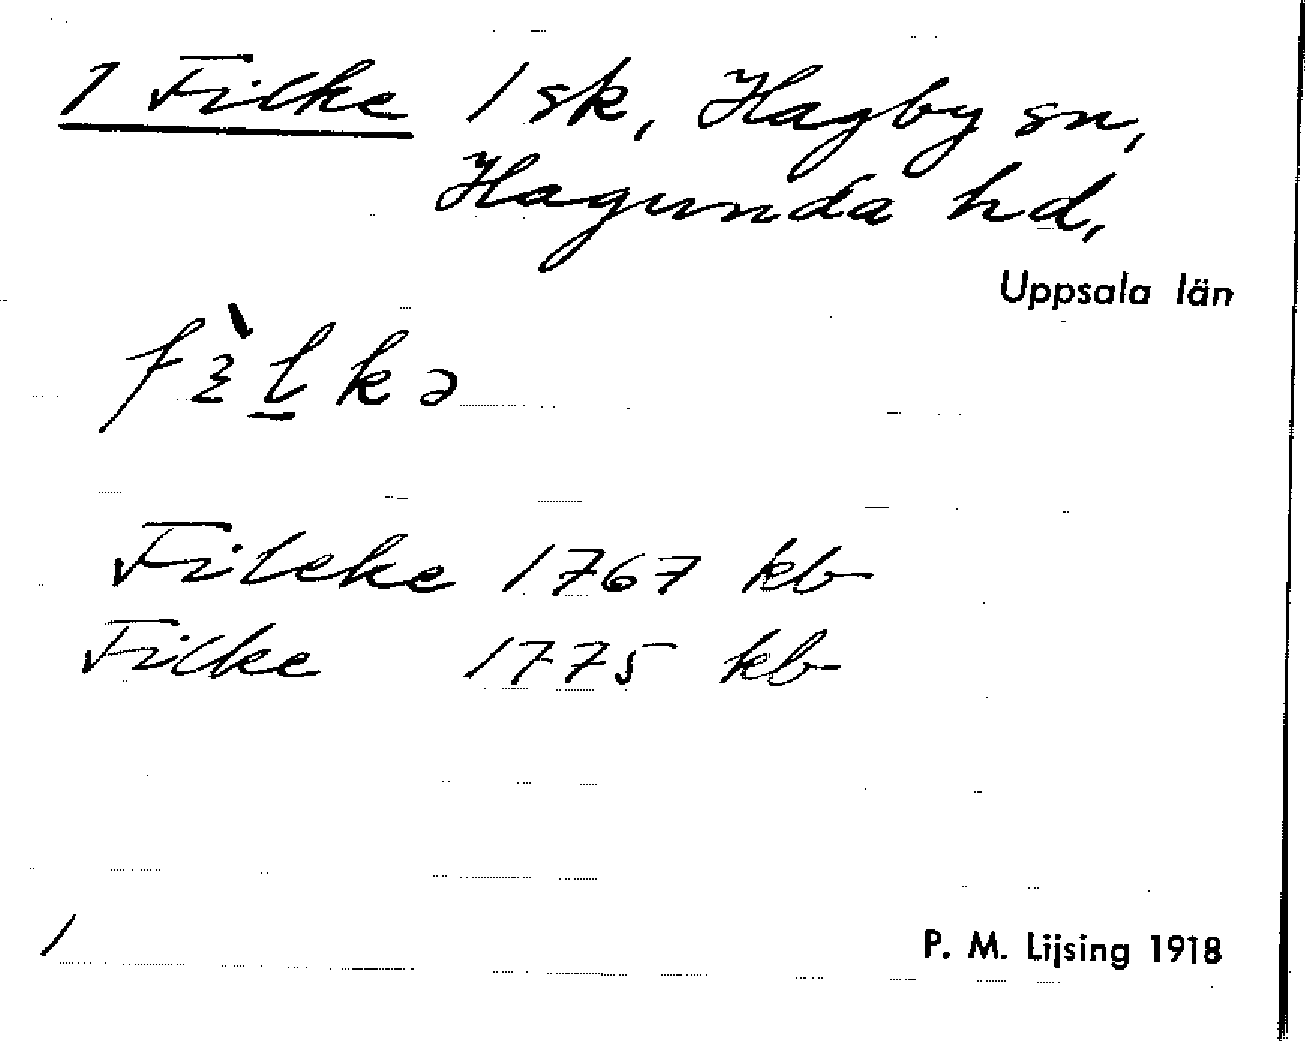 1 Filke 1 sk, Hagby sn,
Hagunda hd,
Uppsala län
fìlkə
Fileke 1767 kb
Filke 1775 kb
1
P. M. Lijsing 1918